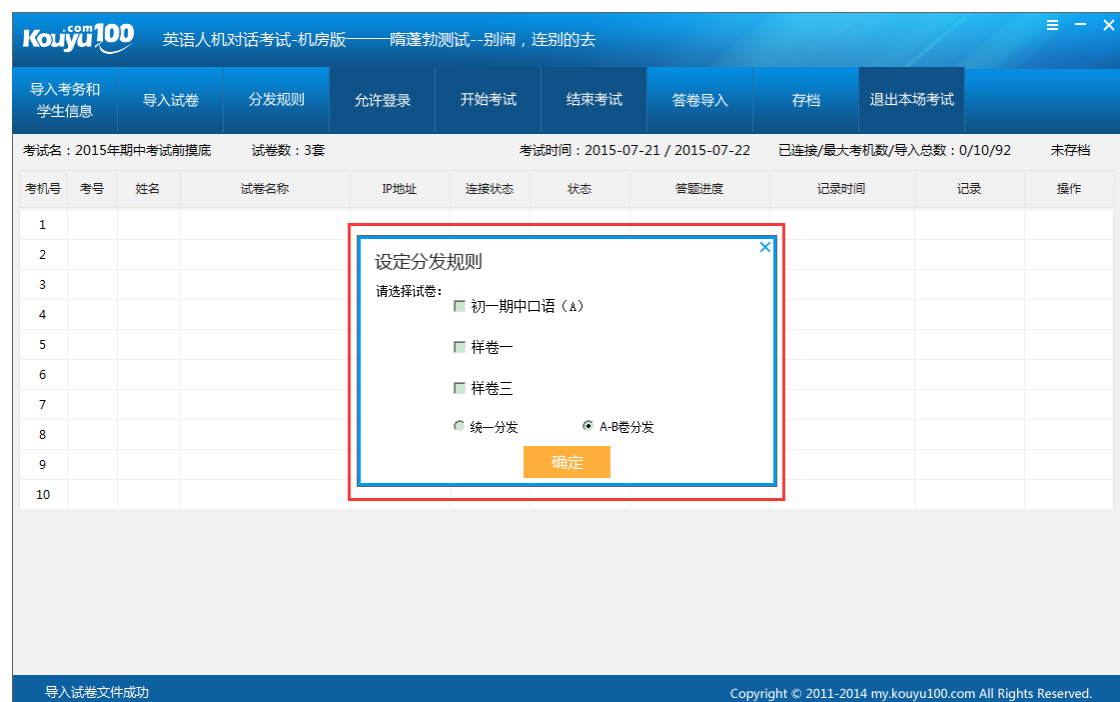 Kouyu100.com 英语人机对话考试-机房版——隋蓬勃测试--别闹，连别的去
导入考务和
学生信息 导入试卷 分发规则 允许登录 开始考试 结束考试 答卷导入 存档 退出本场考试
考试名：2015年期中考试前摸底 试卷数：3套 考试时间：2015-07-21 / 2015-07-22 已连接/最大考机数/导入总数：0/10/92 未存档
考机号 考号 姓名 试卷名称 IP地址 连接状态 状态 答题进度 记录时间 记录 操作
1
2
3
4
5
6
7
8
9
10
设定分发规则
请选择试卷：
初一期中口语（A）
样卷一
样卷三
统一分发 A-B卷分发
确定
导入试卷文件成功 Copyright © 2011-2014 my.kouyu100.com All Rights Reserved.